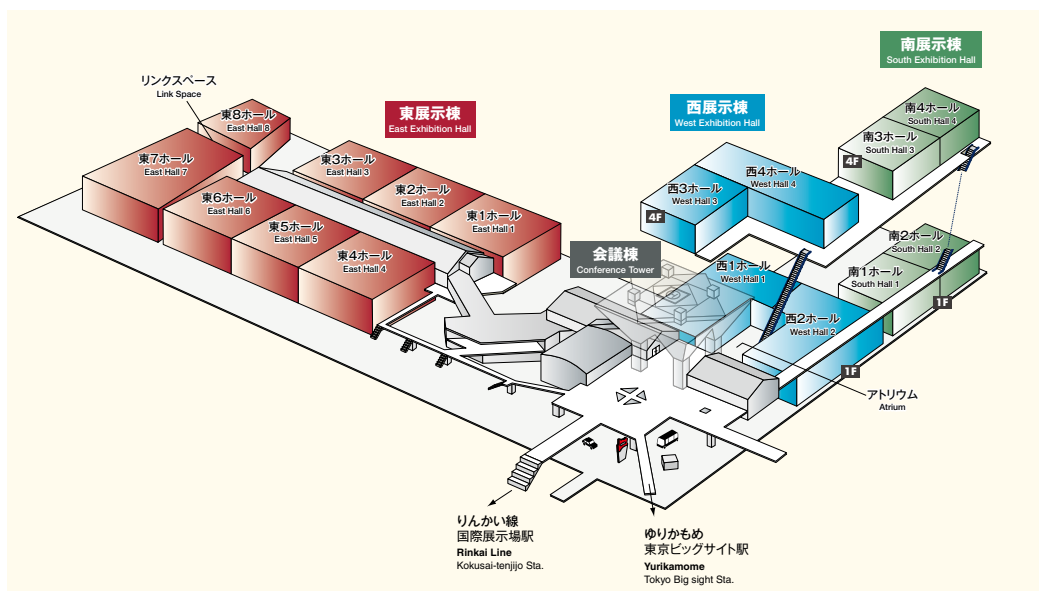 南展示棟
South Exhibition Hall
リンクスペース
Link Space
東展示棟
East Exhibition Hall
西展示棟
West Exhibition Hall
東8ホール
East Hall 8
東7ホール
East Hall 7
東3ホール
East Hall 3
東2ホール
East Hall 2
東1ホール
East Hall 1
東6ホール
East Hall 6
東5ホール
East Hall 5
東4ホール
East Hall 4
南4ホール
South Hall 4
南3ホール
South Hall 3
4F
西4ホール
West Hall 4
西3ホール
West Hall 3
4F
会議棟
Conference Tower
南2ホール
South Hall 2
南1ホール
South Hall 1
1F
西1ホール
West Hall 1
西2ホール
West Hall 2
1F
アトリウム
Atrium
りんかい線
国際展示場駅
Rinkai Line
Kokusai-tenjijo Sta.
ゆりかもめ
東京ビッグサイト駅
Yurikamome
Tokyo Big sight Sta.